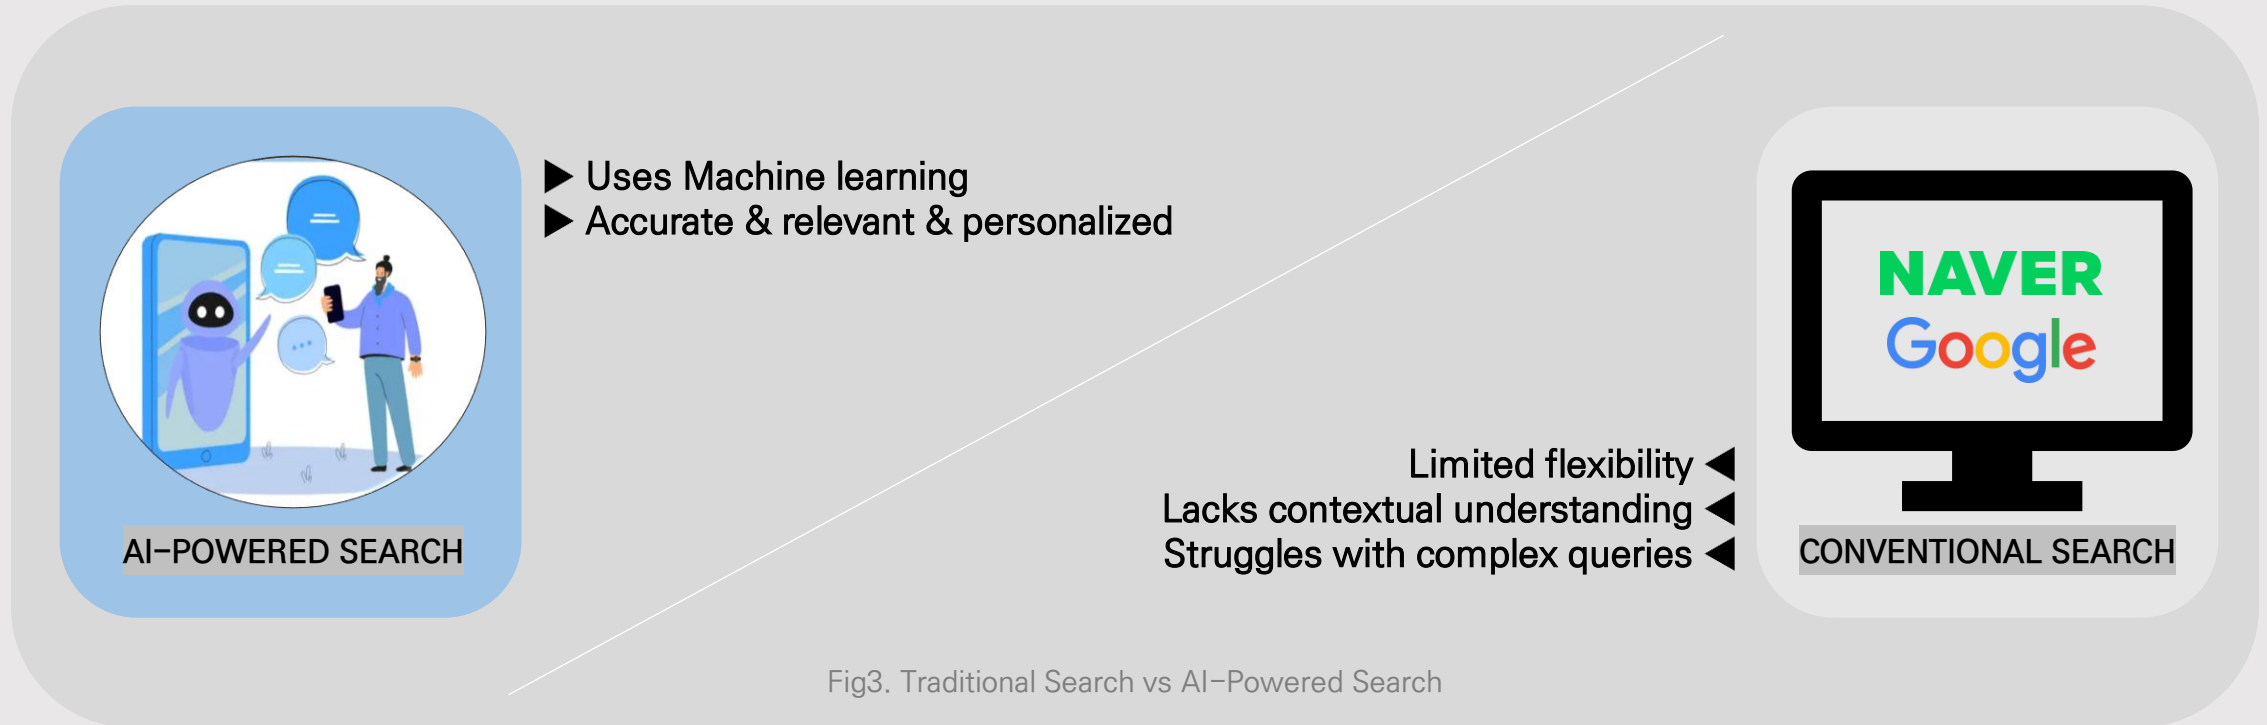 ▶ Uses Machine learning
▶ Accurate & relevant & personalized
AI-POWERED SEARCH
NAVER
Google
Limited flexibility ◀
Lacks contextual understanding ◀
Struggles with complex queries ◀
CONVENTIONAL SEARCH
Fig3. Traditional Search vs AI-Powered Search